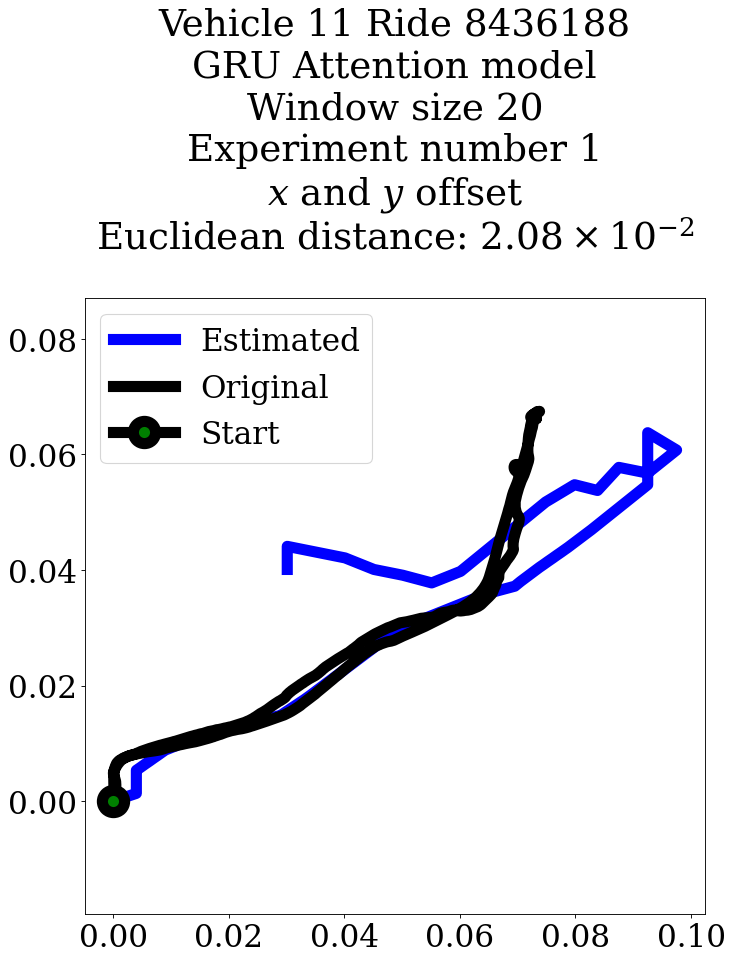 Vehicle 11 Ride 8436188
GRU Attention model
Window size 20
Experiment number 1
x and y offset
Euclidean distance: 2.08 × 10⁻²
Estimated
Original
Start
0.08
0.06
0.04
0.02
0.00
0.00 0.02 0.04 0.06 0.08 0.10